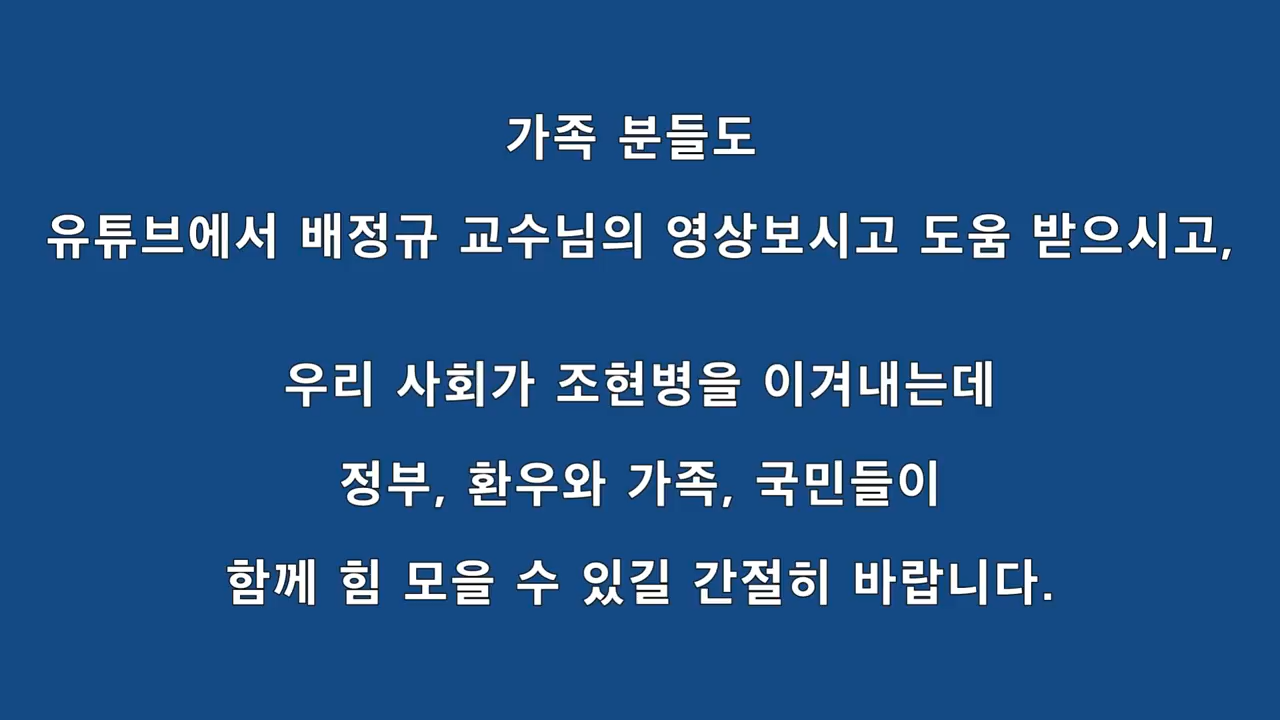 가족 분들도
유튜브에서 배정규 교수님의 영상보시고 도움 받으시고,
우리 사회가 조현병을 이겨내는데
정부, 환우와 가족, 국민들이
함께 힘 모을 수 있길 간절히 바랍니다.